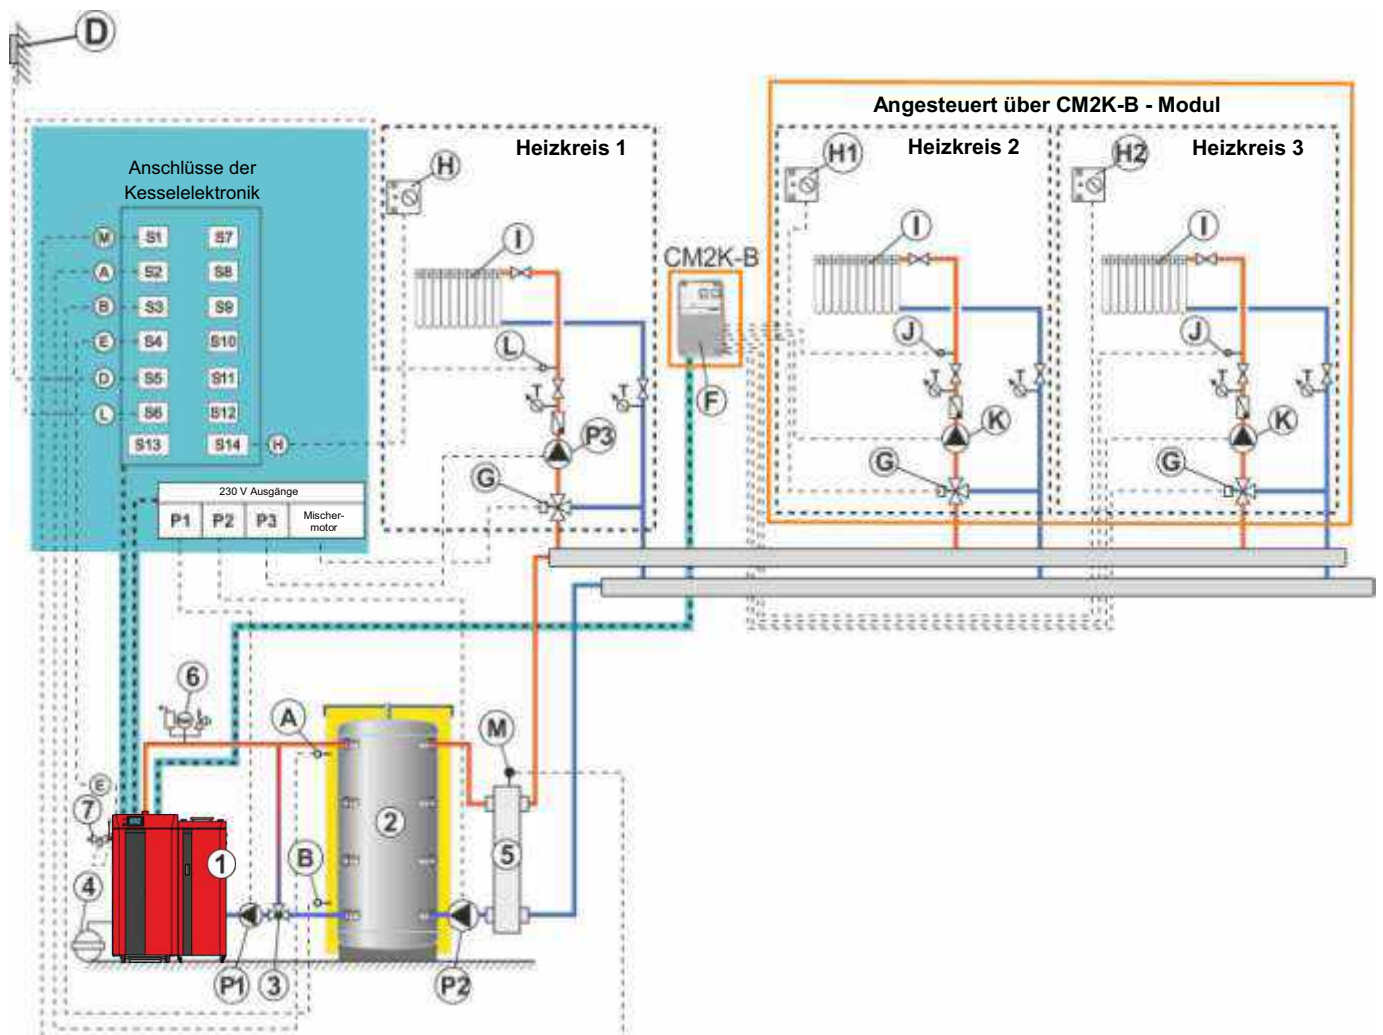 D
Angesteuert über CM2K-B - Modul
Heizkreis 1
Heizkreis 2
Heizkreis 3
Anschlüsse der
Kesselelektronik
H
H1
H2
M S1 S7
A S2 S8
B S3 S9
E S4 S10
D S5 S11
L S6 S12
S13 S14 H
I
I
I
CM2K-B
F
L
J
J
T
T
T
T
T
T
P3
K
K
G
G
G
230 V Ausgänge
P1 P2 P3 Mischer-
motor
6
A
M
E
7
2
1
B
5
4
P1
3
P2